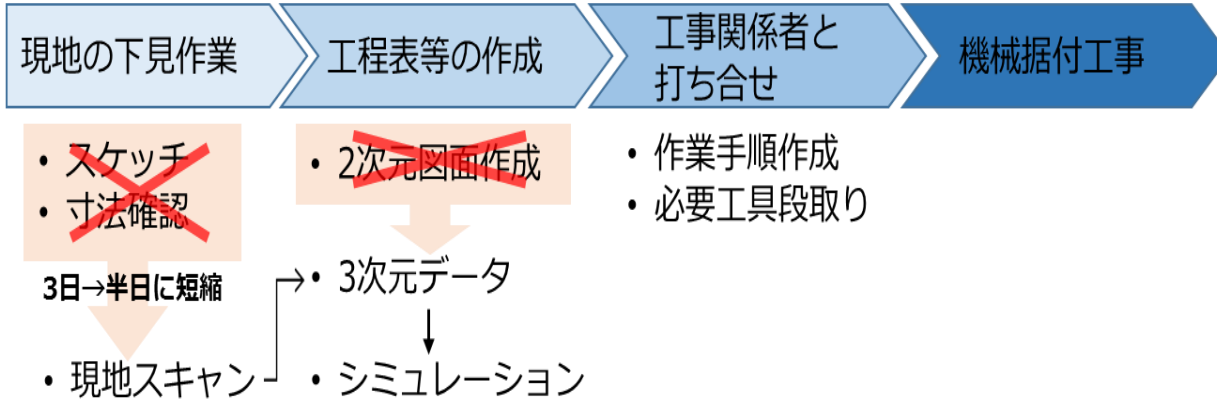 現地の下見作業
工程表等の作成
工事関係者と
打ち合せ
機械据付工事
• スケッチ
• 寸法確認
3日→半日に短縮
• 現地スキャン
• 2次元図面作成
• 3次元データ
• シミュレーション
• 作業手順作成
• 必要工具段取り